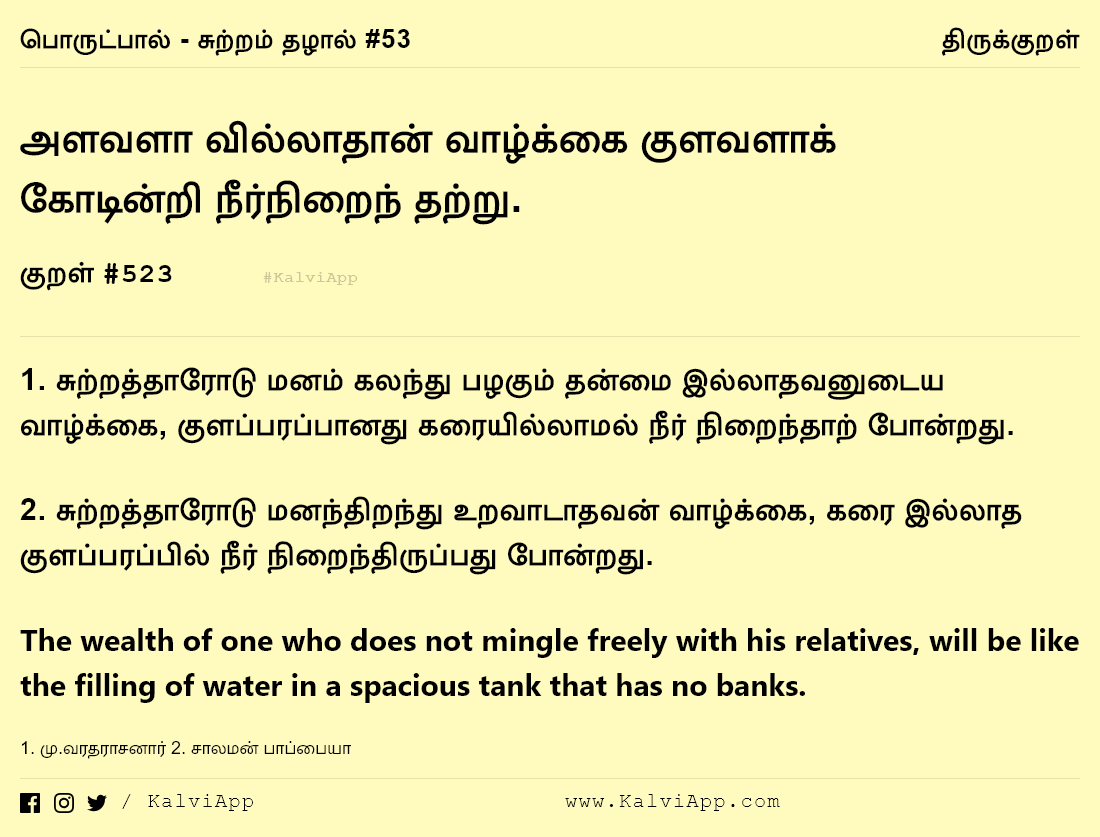 பொருட்பால் - சுற்றம் தழால் #53 திருக்குறள்
அளவளா வில்லாதான் வாழ்க்கை குளவளாக்
கோடின்றி நீர்நிறைந் தற்று.
குறள் #523 #KalviApp
1. சுற்றத்தாரோடு மனம் கலந்து பழகும் தன்மை இல்லாதவனுடைய
வாழ்க்கை, குளப்பரப்பானது கரையில்லாமல் நீர் நிறைந்தாற் போன்றது.
2. சுற்றத்தாரோடு மனந்திறந்து உறவாடாதவன் வாழ்க்கை, கரை இல்லாத
குளப்பரப்பில் நீர் நிறைந்திருப்பது போன்றது.
The wealth of one who does not mingle freely with his relatives, will be like
the filling of water in a spacious tank that has no banks.
1. மு.வரதராசனார் 2. சாலமன் பாப்பையா
/ KalviApp www.KalviApp.com